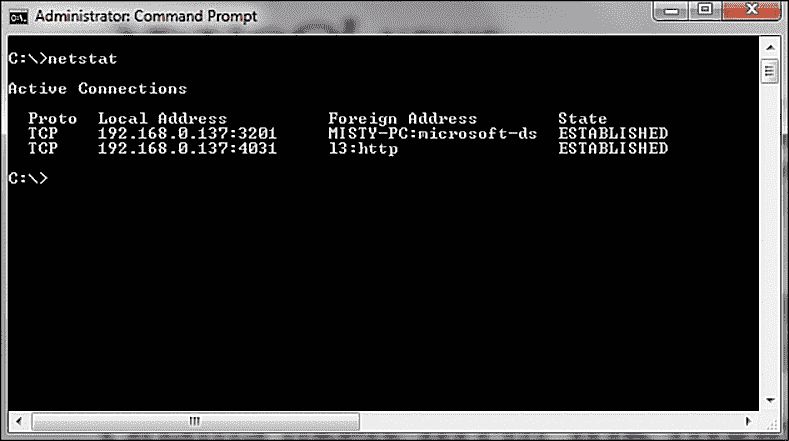 Administrator: Command Prompt
C:\>netstat
Active Connections
Proto Local Address Foreign Address State
TCP 192.168.0.137:3201 MISTY-PC:microsoft-ds ESTABLISHED
TCP 192.168.0.137:4031 l3:http ESTABLISHED
C:\>